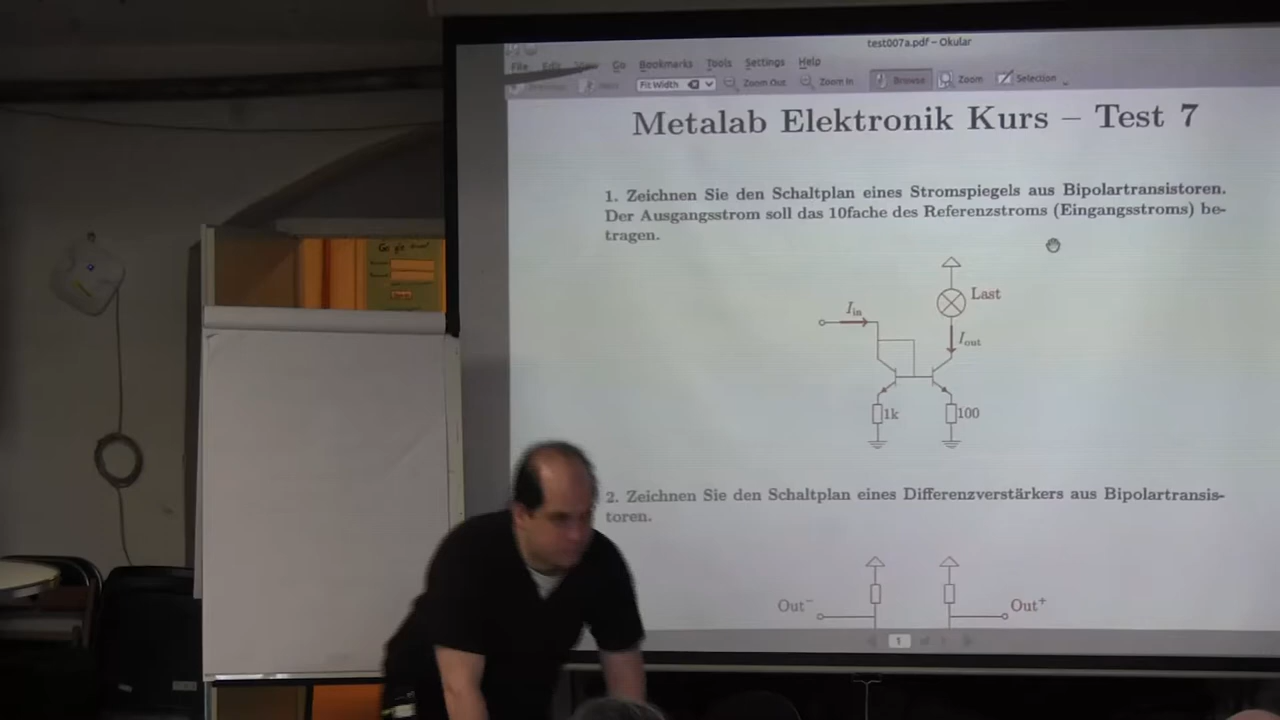 test007a.pdf – Okular
File Edit View Go Bookmarks Tools Settings Help
Fit Width Zoom Out Zoom In Browse Zoom Selection
Metalab Elektronik Kurs – Test 7
1. Zeichnen Sie den Schaltplan eines Stromspiegels aus Bipolartransistoren.
Der Ausgangsstrom soll das 10fache des Referenzstroms (Eingangsstroms) be-
tragen.
Last
I_in
I_out
1k 100
2. Zeichnen Sie den Schaltplan eines Differenzverstärkers aus Bipolartransis-
toren.
Out⁻ Out⁺
1